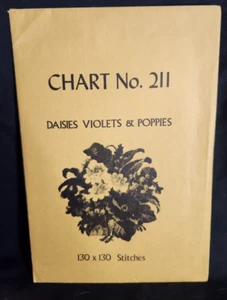 CHART No. 211
DAISIES VIOLETS & POPPIES
130 x 130 Stitches